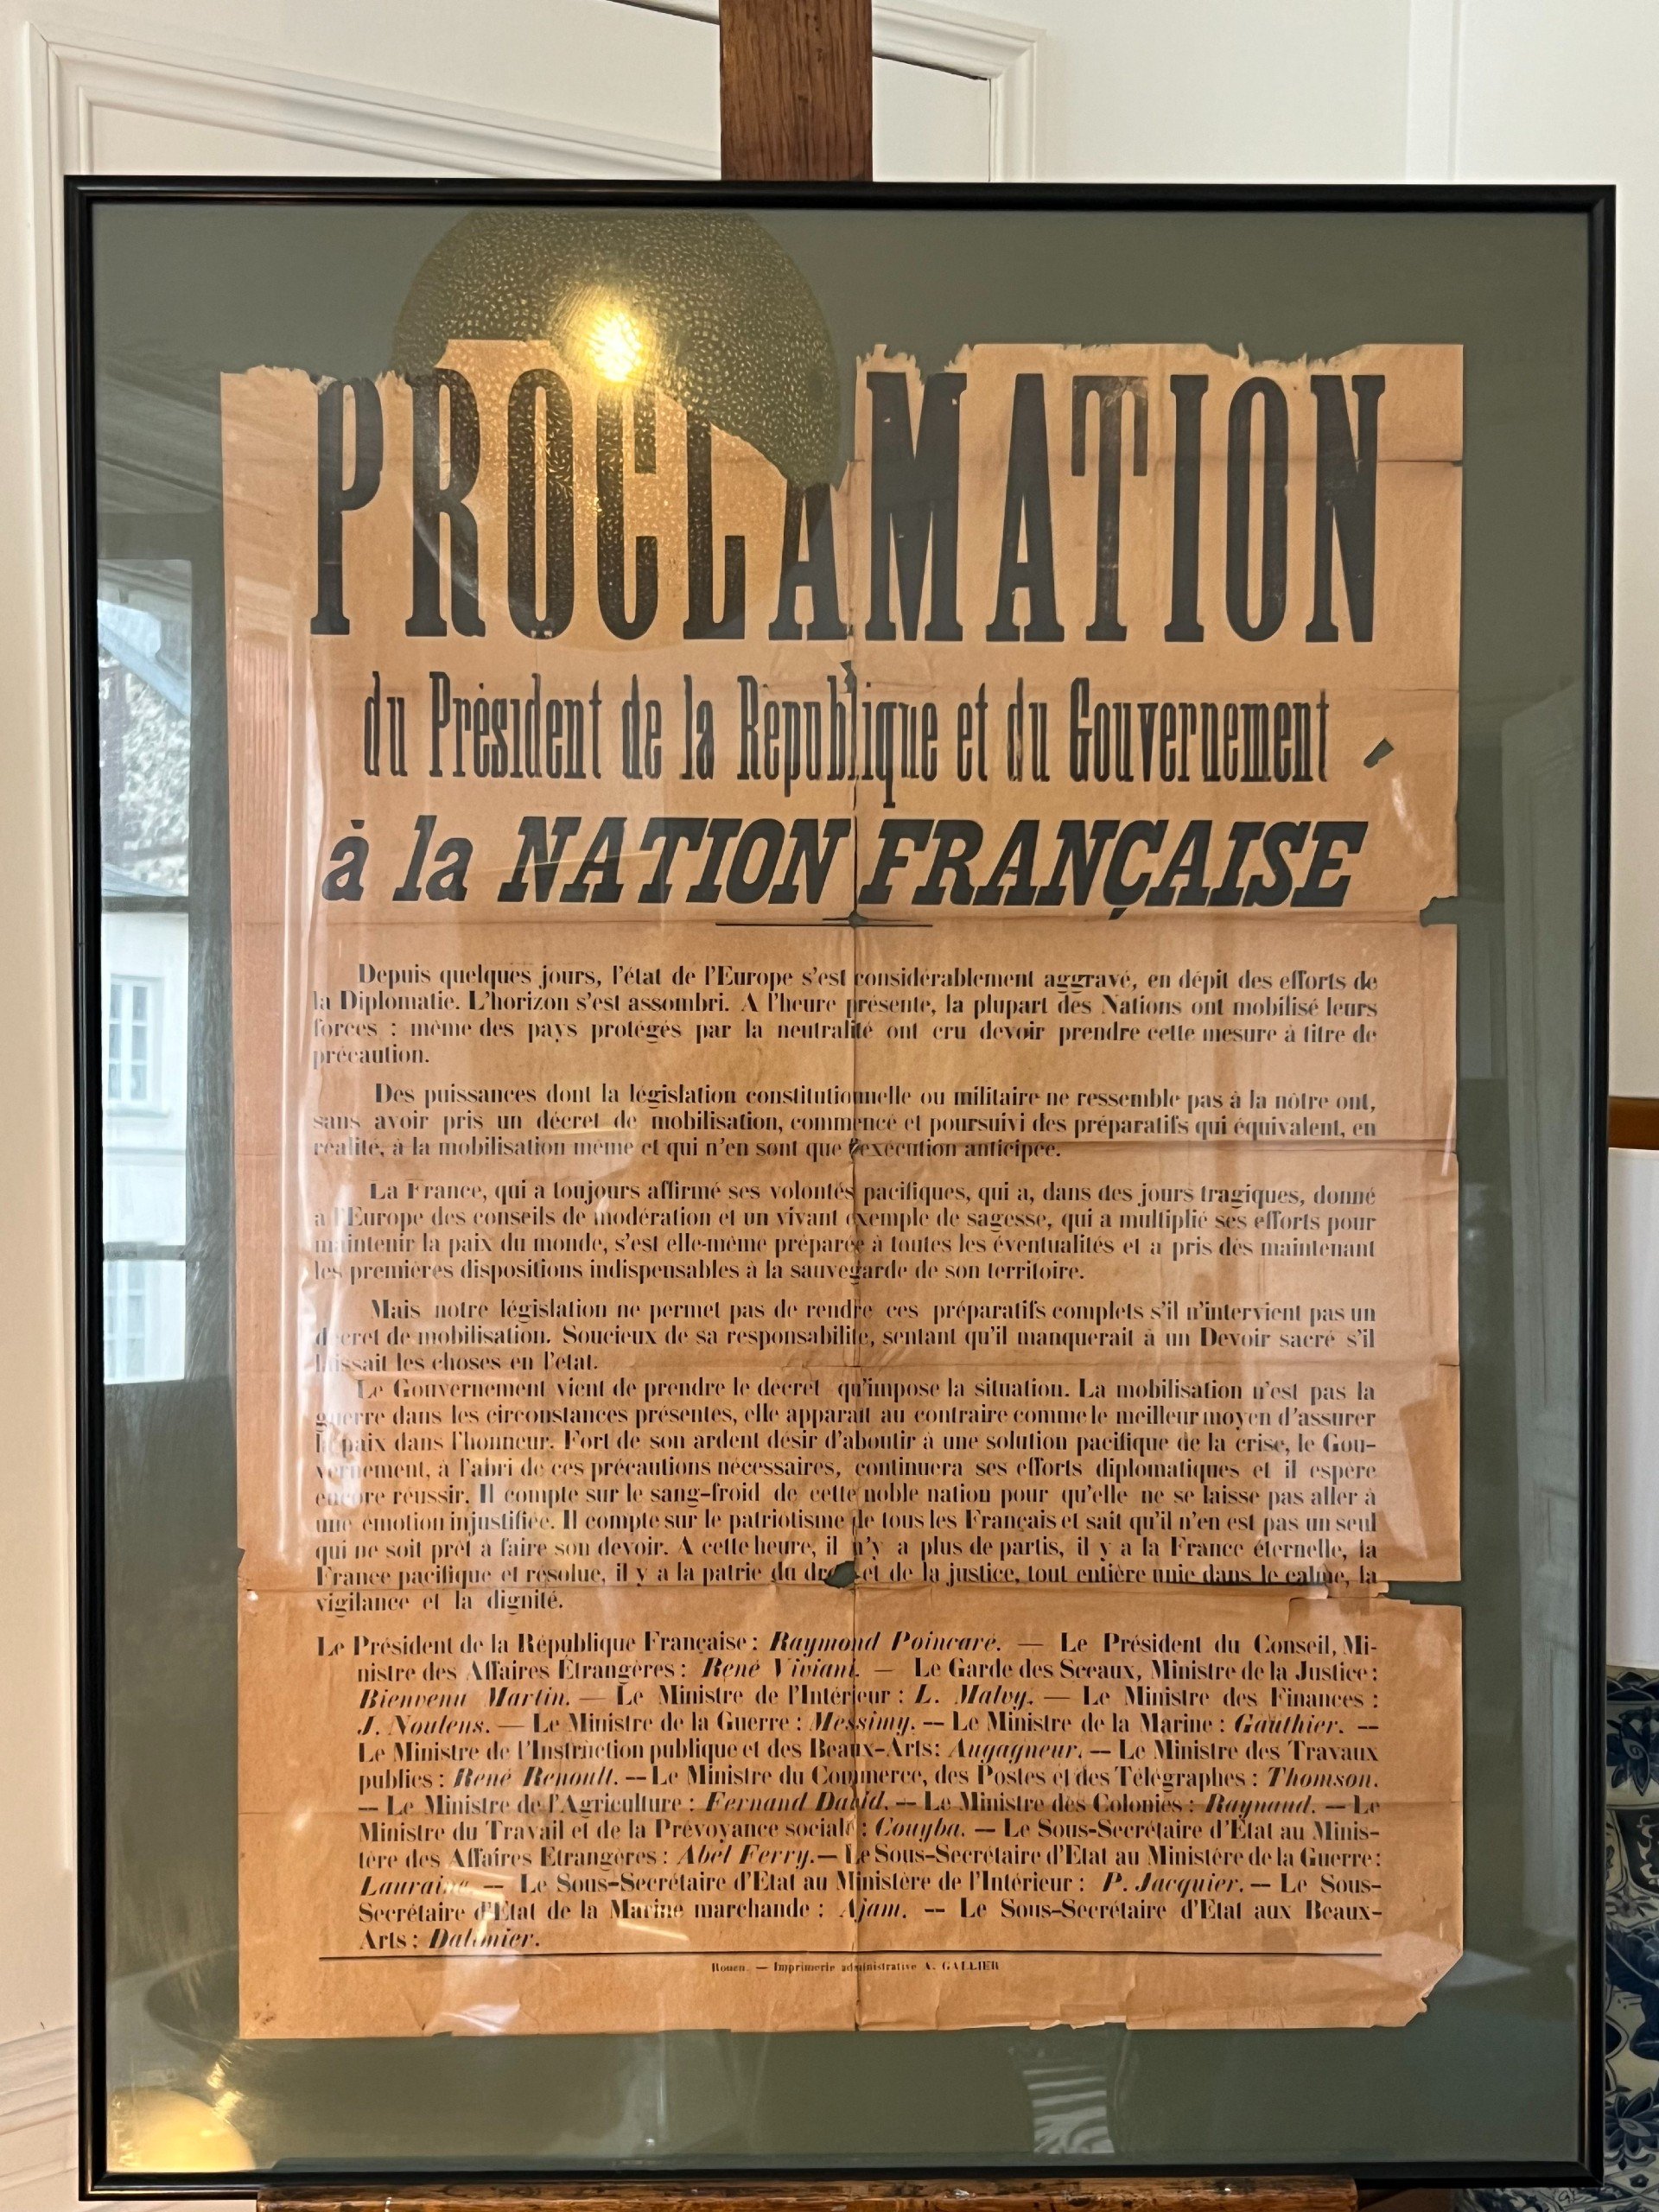 PROCLAMATION
du Président de la République et du Gouvernement
à la NATION FRANÇAISE
Depuis quelques jours, l'état de l'Europe s'est considérablement aggravé, en dépit des efforts de
la Diplomatie. L'horizon s'est assombri. A l'heure présente, la plupart des Nations ont mobilisé leurs
forces ; même des pays protégés par la neutralité ont cru devoir prendre cette mesure à titre de
précaution.
Des puissances dont la législation constitutionnelle ou militaire ne ressemble pas à la nôtre ont,
sans avoir pris un décret de mobilisation, commencé et poursuivi des préparatifs qui équivalent, en
réalité, à la mobilisation même et qui n'en sont que l'exécution anticipée.
La France, qui a toujours affirmé ses volontés pacifiques, qui a, dans des jours tragiques, donné
à l'Europe des conseils de modération et un vivant exemple de sagesse, qui a multiplié ses efforts pour
maintenir la paix du monde, s'est elle-même préparée à toutes les éventualités et a pris dès maintenant
les premières dispositions indispensables à la sauvegarde de son territoire.
Mais notre législation ne permet pas de rendre ces préparatifs complets s'il n'intervient pas un
décret de mobilisation. Soucieux de sa responsabilité, sentant qu'il manquerait à un Devoir sacré s'il
laissait les choses en l'état.
Le Gouvernement vient de prendre le décret qu'impose la situation. La mobilisation n'est pas la
guerre dans les circonstances présentes, elle apparaît au contraire comme le meilleur moyen d'assurer
la paix dans l'honneur. Fort de son ardent désir d'aboutir à une solution pacifique de la crise, le Gou-
vernement, à l'abri de ces précautions nécessaires, continuera ses efforts diplomatiques et il espère
encore réussir. Il compte sur le sang-froid de cette noble nation pour qu'elle ne se laisse pas aller à
une émotion injustifiée. Il compte sur le patriotisme de tous les Français et sait qu'il n'en est pas un seul
qui ne soit prêt à faire son devoir. A cette heure, il n'y a plus de partis, il y a la France éternelle, la
France pacifique et résolue, il y a la patrie du droit et de la justice, tout entière unie dans le calme, la
vigilance et la dignité.
Le Président de la République Française : Raymond Poincaré. — Le Président du Conseil, Mi-
nistre des Affaires Étrangères : René Viviani. — Le Garde des Sceaux, Ministre de la Justice :
Bienvenu Martin. — Le Ministre de l'Intérieur : L. Malvy. — Le Ministre des Finances :
J. Noulens. — Le Ministre de la Guerre : Messimy. — Le Ministre de la Marine : Gauthier. —
Le Ministre de l'Instruction publique et des Beaux-Arts : Augagneur. — Le Ministre des Travaux
publics : René Renoult. — Le Ministre du Commerce, des Postes et des Télégraphes : Thomson.
— Le Ministre de l'Agriculture : Fernand David. — Le Ministre des Colonies : Raynaud. — Le
Ministre du Travail et de la Prévoyance sociale : Couyba. — Le Sous-Secrétaire d'Etat au Minis-
tère des Affaires Etrangères : Abel Ferry. — Le Sous-Secrétaire d'Etat au Ministère de la Guerre :
Lauraine. — Le Sous-Secrétaire d'Etat au Ministère de l'Intérieur : P. Jacquier. — Le Sous-
Secrétaire d'Etat de la Marine marchande : Ajam. — Le Sous-Secrétaire d'Etat aux Beaux-
Arts : Dalimier.
Rouen. — Imprimerie administrative A. GALLIER